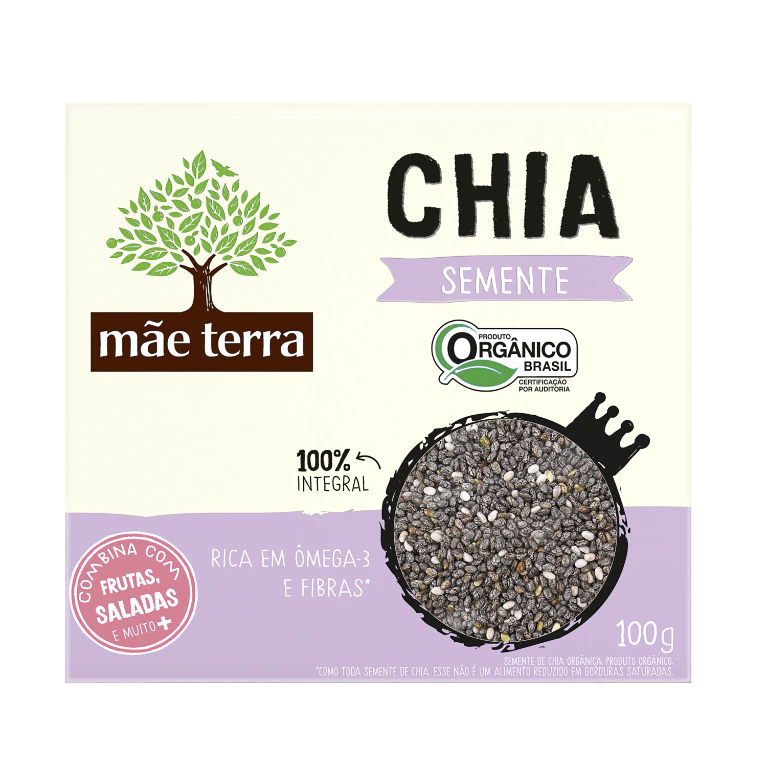 mãe terra
CHIA
SEMENTE
PRODUTO
ORGÂNICO
BRASIL
CERTIFICAÇÃO
POR AUDITORIA
100%
INTEGRAL
RICA EM ÔMEGA-3
E FIBRAS*
COMBINA COM
FRUTAS,
SALADAS
E MUITO +
100g
SEMENTE DE CHIA ORGÂNICA. PRODUTO ORGÂNICO.
*COMO TODA SEMENTE DE CHIA, ESSE NÃO É UM ALIMENTO REDUZIDO EM GORDURAS SATURADAS.